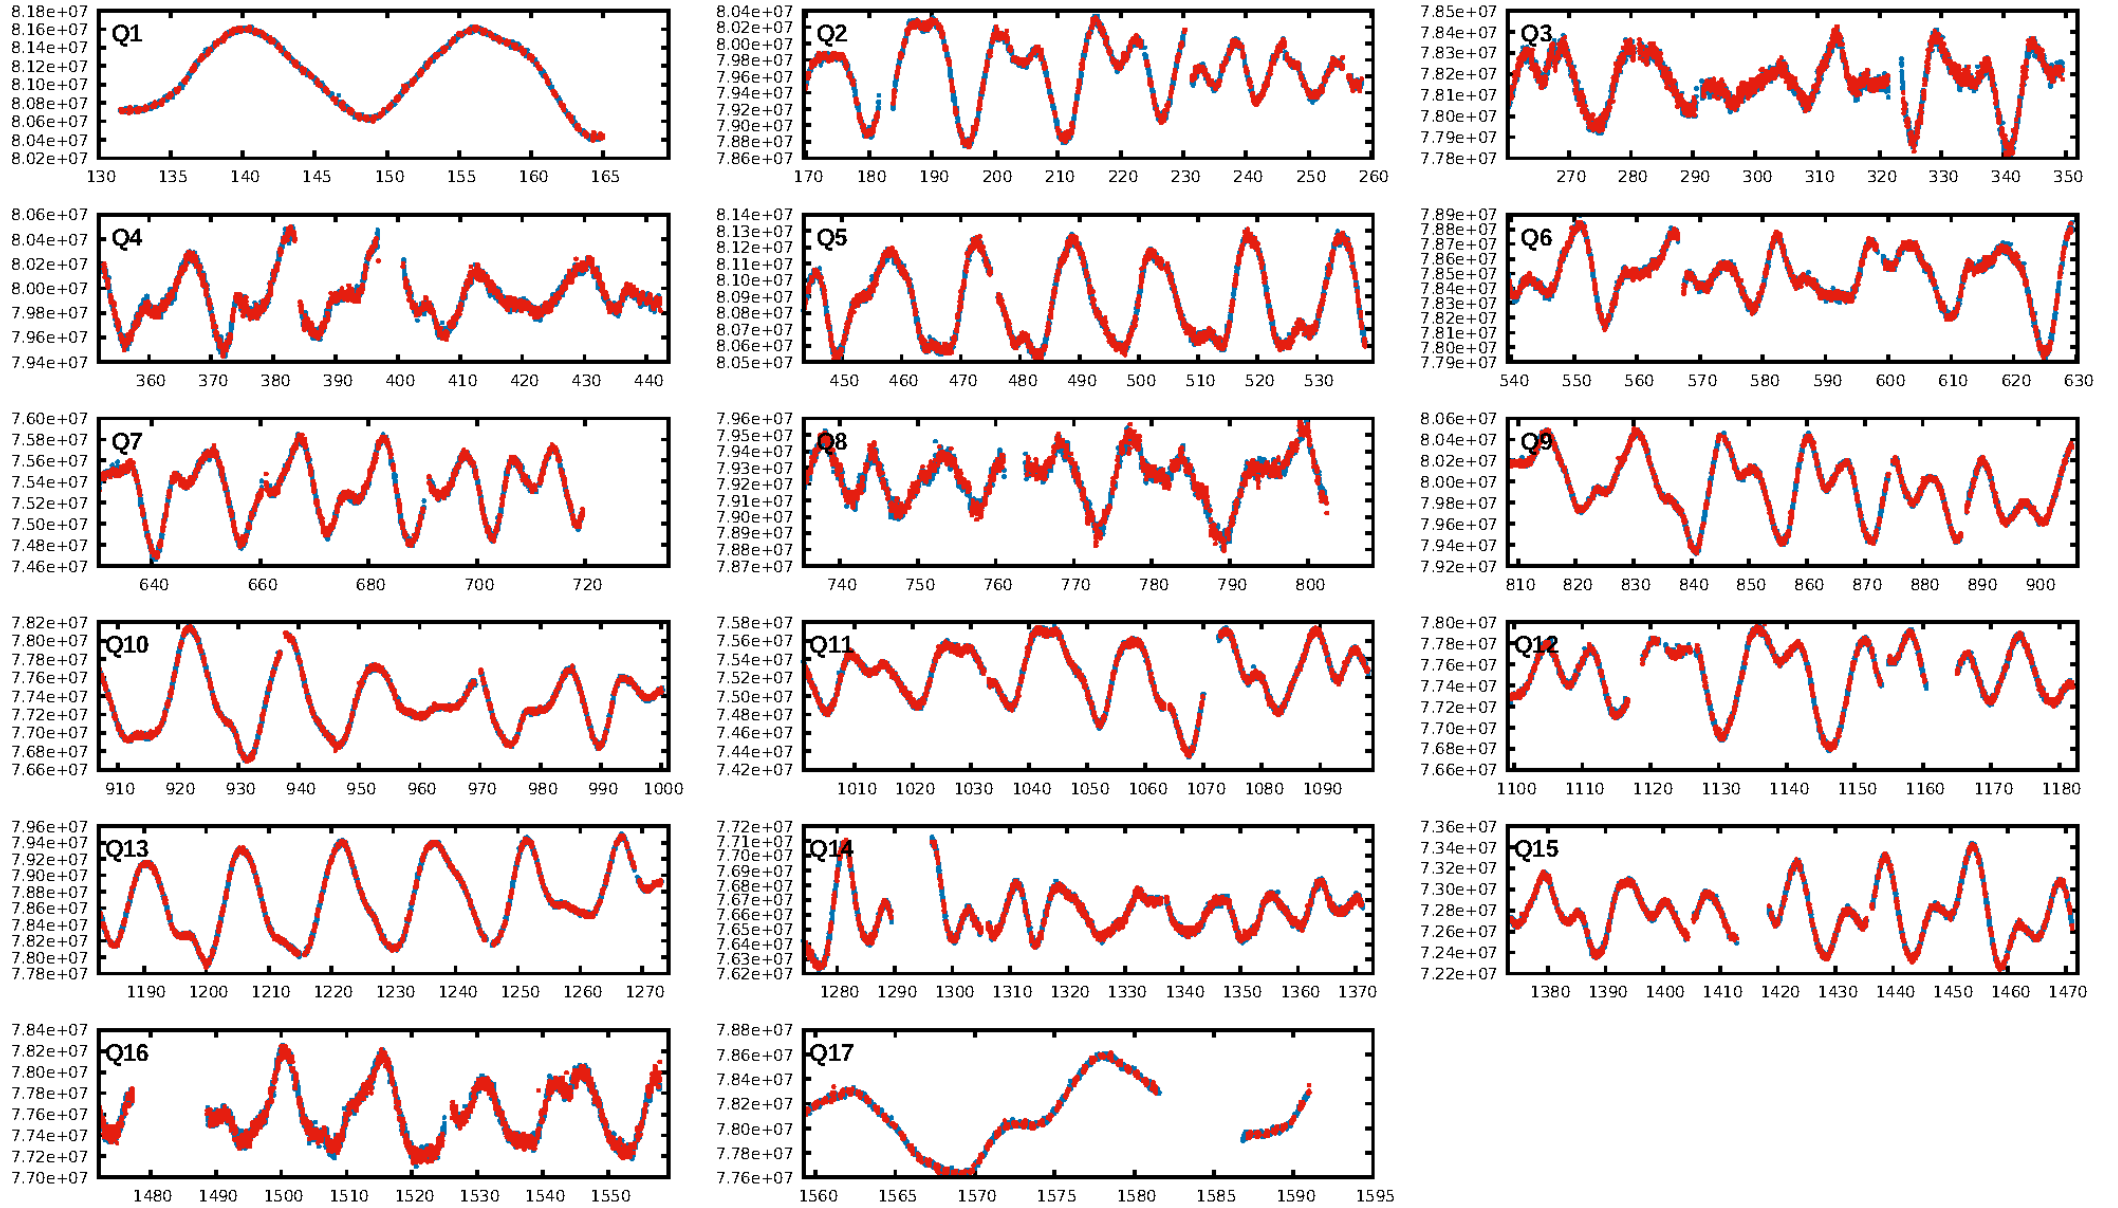 8.18e+07
8.16e+07
8.14e+07
8.12e+07
8.10e+07
8.08e+07
8.06e+07
8.04e+07
8.02e+07
Q1
130 135 140 145 150 155 160 165
8.04e+07
8.02e+07
8.00e+07
7.98e+07
7.96e+07
7.94e+07
7.92e+07
7.90e+07
7.88e+07
7.86e+07
Q2
170 180 190 200 210 220 230 240 250 260
7.85e+07
7.84e+07
7.83e+07
7.82e+07
7.81e+07
7.80e+07
7.79e+07
7.78e+07
Q3
270 280 290 300 310 320 330 340 350
8.06e+07
8.04e+07
8.02e+07
8.00e+07
7.98e+07
7.96e+07
7.94e+07
Q4
360 370 380 390 400 410 420 430 440
8.14e+07
8.13e+07
8.12e+07
8.11e+07
8.10e+07
8.09e+07
8.08e+07
8.07e+07
8.06e+07
8.05e+07
Q5
450 460 470 480 490 500 510 520 530
7.89e+07
7.88e+07
7.87e+07
7.86e+07
7.85e+07
7.84e+07
7.83e+07
7.82e+07
7.81e+07
7.80e+07
7.79e+07
Q6
540 550 560 570 580 590 600 610 620 630
7.60e+07
7.58e+07
7.56e+07
7.54e+07
7.52e+07
7.50e+07
7.48e+07
7.46e+07
Q7
640 660 680 700 720
7.96e+07
7.95e+07
7.94e+07
7.93e+07
7.92e+07
7.91e+07
7.90e+07
7.89e+07
7.88e+07
7.87e+07
Q8
740 750 760 770 780 790 800
8.06e+07
8.04e+07
8.02e+07
8.00e+07
7.98e+07
7.96e+07
7.94e+07
7.92e+07
Q9
810 820 830 840 850 860 870 880 890 900
7.82e+07
7.80e+07
7.78e+07
7.76e+07
7.74e+07
7.72e+07
7.70e+07
7.68e+07
7.66e+07
Q10
910 920 930 940 950 960 970 980 990 1000
7.58e+07
7.56e+07
7.54e+07
7.52e+07
7.50e+07
7.48e+07
7.46e+07
7.44e+07
7.42e+07
Q11
1010 1020 1030 1040 1050 1060 1070 1080 1090
7.80e+07
7.78e+07
7.76e+07
7.74e+07
7.72e+07
7.70e+07
7.68e+07
7.66e+07
Q12
1100 1110 1120 1130 1140 1150 1160 1170 1180
7.96e+07
7.94e+07
7.92e+07
7.90e+07
7.88e+07
7.86e+07
7.84e+07
7.82e+07
7.80e+07
7.78e+07
Q13
1190 1200 1210 1220 1230 1240 1250 1260 1270
7.72e+07
7.71e+07
7.70e+07
7.69e+07
7.68e+07
7.67e+07
7.66e+07
7.65e+07
7.64e+07
7.63e+07
7.62e+07
Q14
1280 1290 1300 1310 1320 1330 1340 1350 1360 1370
7.36e+07
7.34e+07
7.32e+07
7.30e+07
7.28e+07
7.26e+07
7.24e+07
7.22e+07
Q15
1380 1390 1400 1410 1420 1430 1440 1450 1460 1470
7.84e+07
7.82e+07
7.80e+07
7.78e+07
7.76e+07
7.74e+07
7.72e+07
7.70e+07
Q16
1480 1490 1500 1510 1520 1530 1540 1550
7.88e+07
7.86e+07
7.84e+07
7.82e+07
7.80e+07
7.78e+07
7.76e+07
Q17
1560 1565 1570 1575 1580 1585 1590 1595